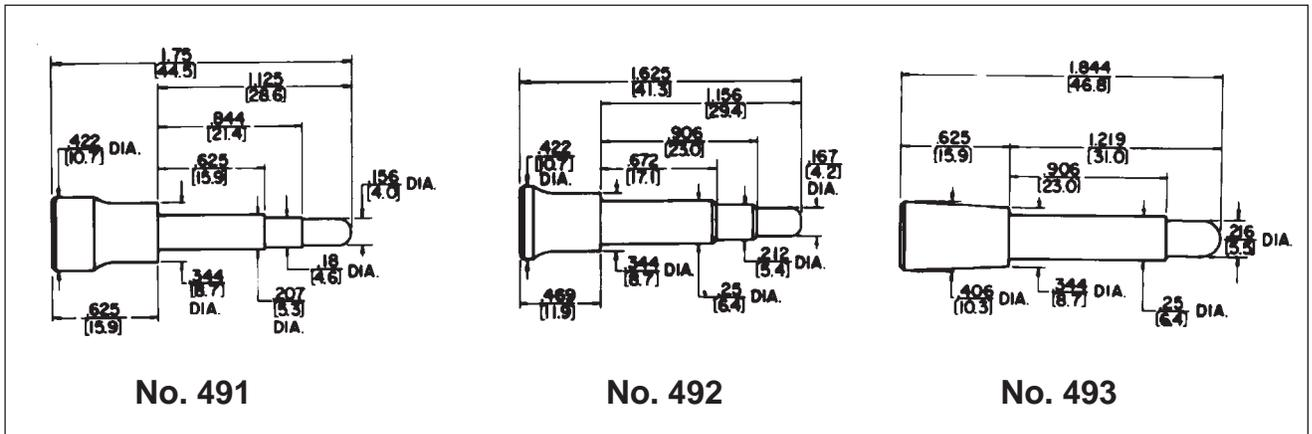 1.75
[44.5]
1.125
[28.6]
.844
[21.4]
.422
[10.7] DIA.
.625
[15.9]
.156
[4.0] DIA.
.344
[8.7]
DIA.
.18
[4.6] DIA.
.207
[5.3]
DIA.
.625
[15.9]
No. 491
1.625
[41.3]
1.156
[29.4]
.906
[23.0]
.422
[10.7]
DIA.
.672
[17.1]
.167
[4.2]
DIA.
.344
[8.7] DIA.
.212
[5.4] DIA.
.25
[6.4] DIA.
.469
[11.9]
No. 492
1.844
[46.8]
.625
[15.9]
1.219
[31.0]
.906
[23.0]
.216
[5.5] DIA.
.406
[10.3] DIA.
.344
[8.7] DIA.
.25
[6.4] DIA.
No. 493